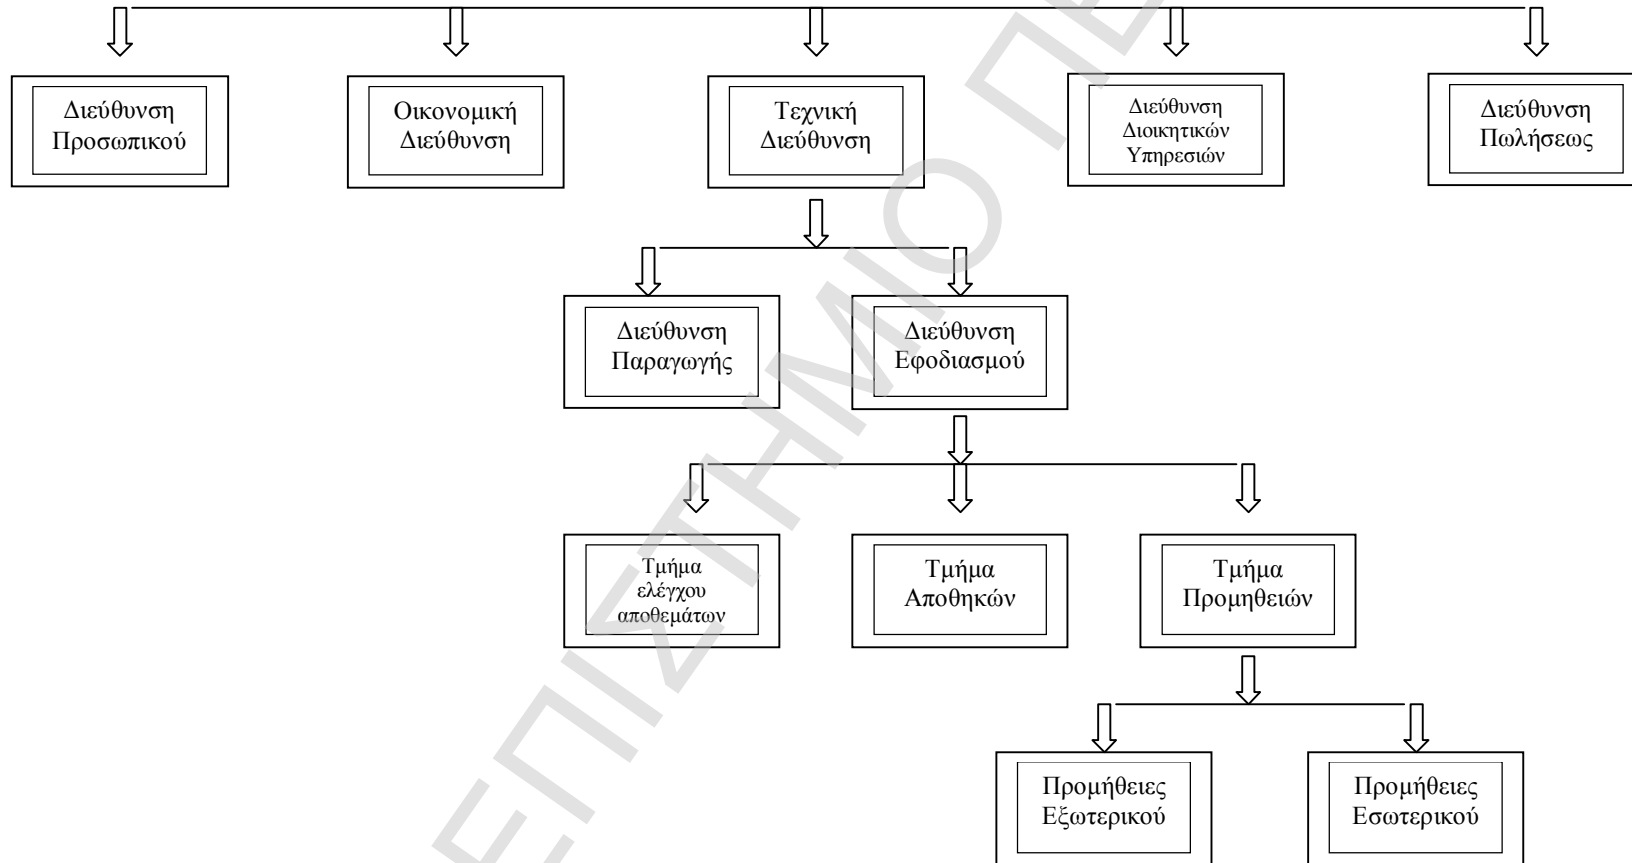 Διεύθυνση
Προσωπικού
Οικονομική
Διεύθυνση
Τεχνική
Διεύθυνση
Διεύθυνση
Διοικητικών
Υπηρεσιών
Διεύθυνση
Πωλήσεως
Διεύθυνση
Παραγωγής
Διεύθυνση
Εφοδιασμού
Τμήμα
ελέγχου
αποθεμάτων
Τμήμα
Αποθηκών
Τμήμα
Προμηθειών
Προμήθειες
Εξωτερικού
Προμήθειες
Εσωτερικού